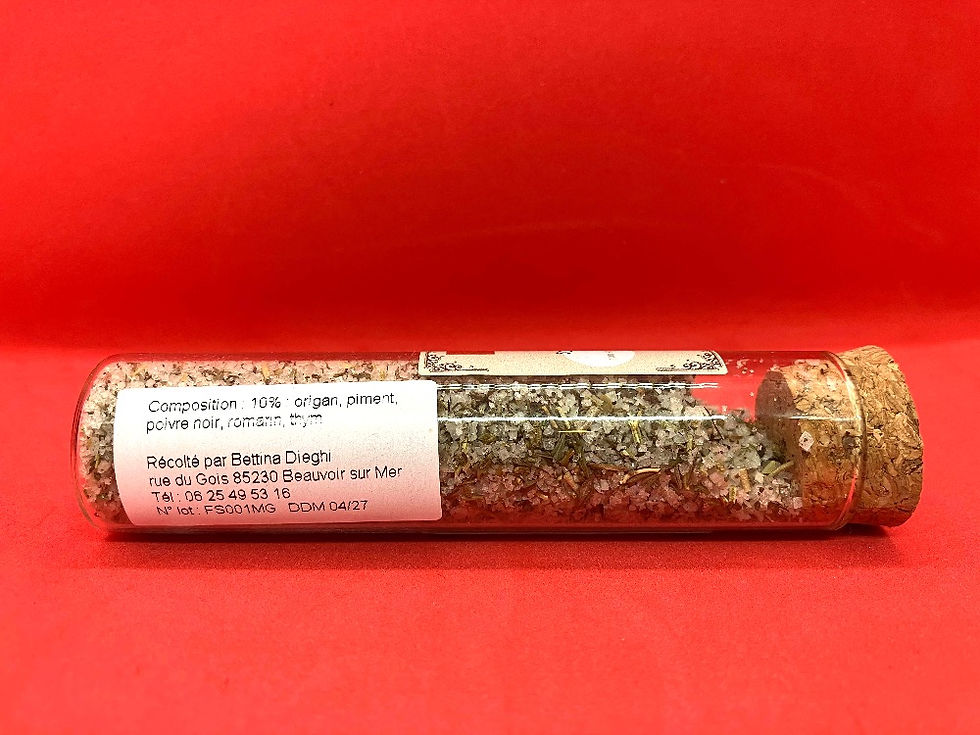 Composition : 10% : origan, piment,
poivre noir, romarin, thym
Récolté par Bettina Dieghi
rue du Gois 85230 Beauvoir sur Mer
Tél : 06 25 49 53 16
N° lot : FS001MG DDM 04/27